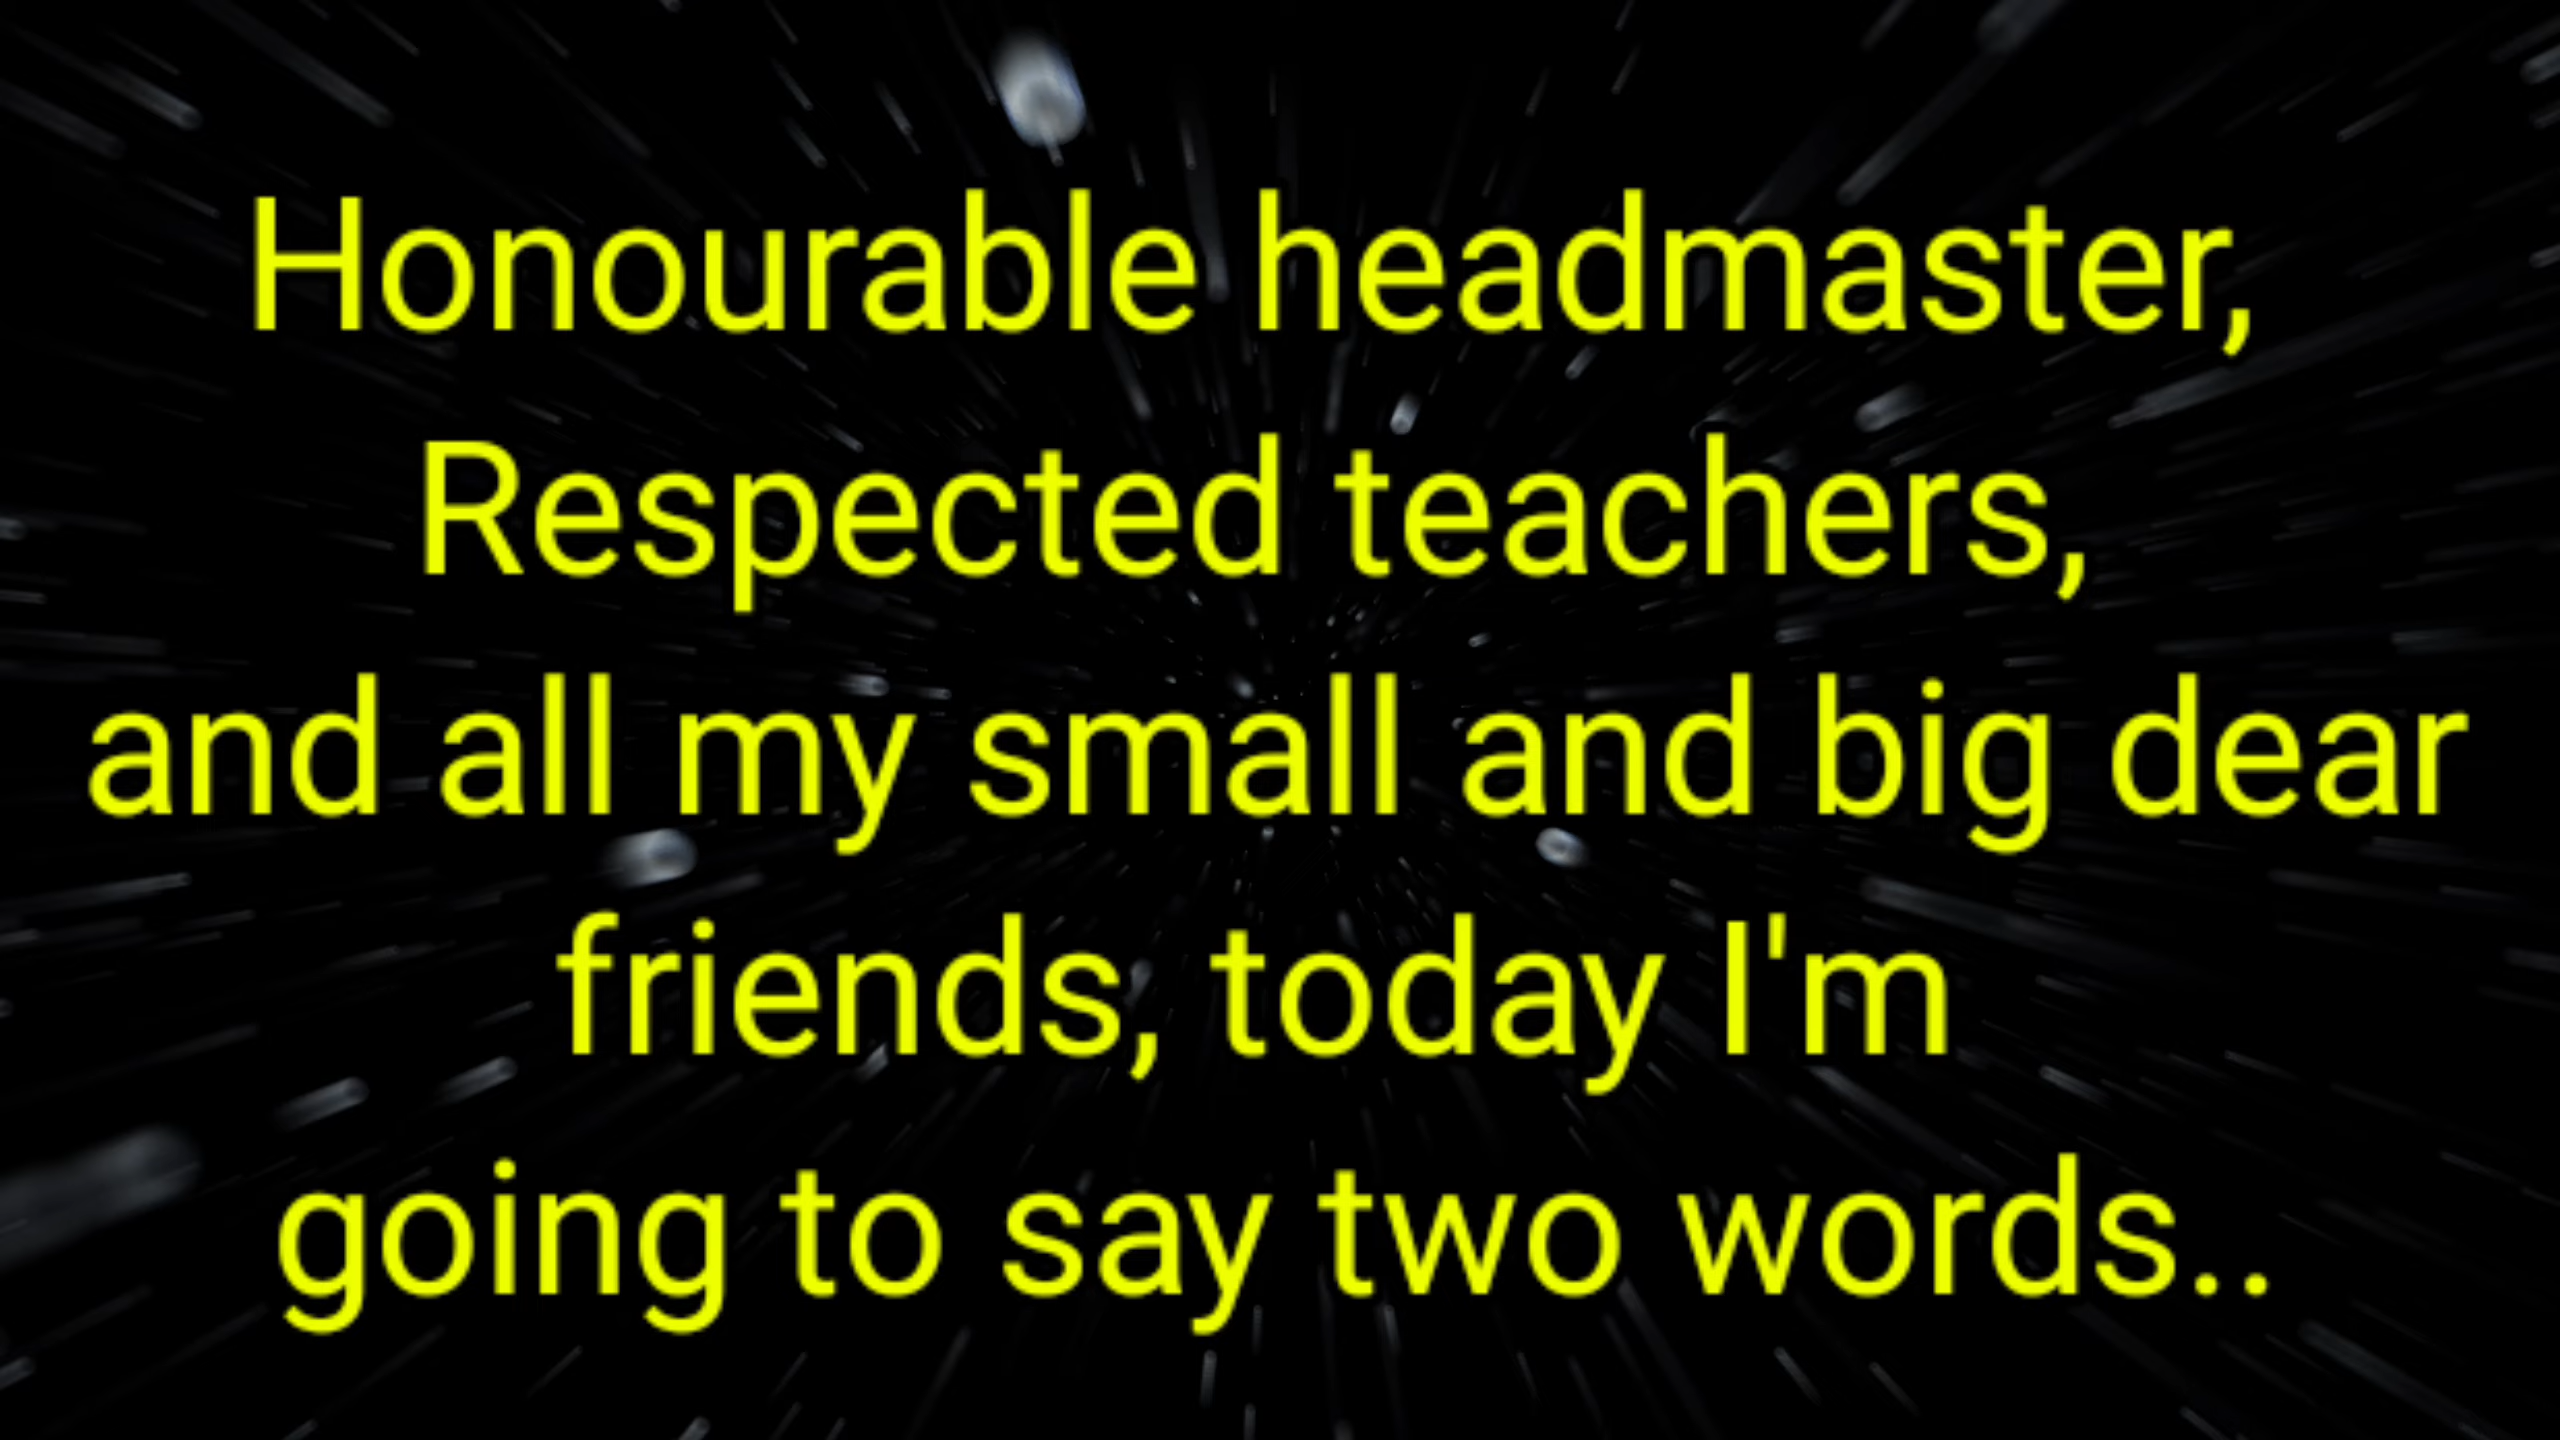 Honourable headmaster,
Respected teachers,
and all my small and big dear
friends, today I'm
going to say two words..